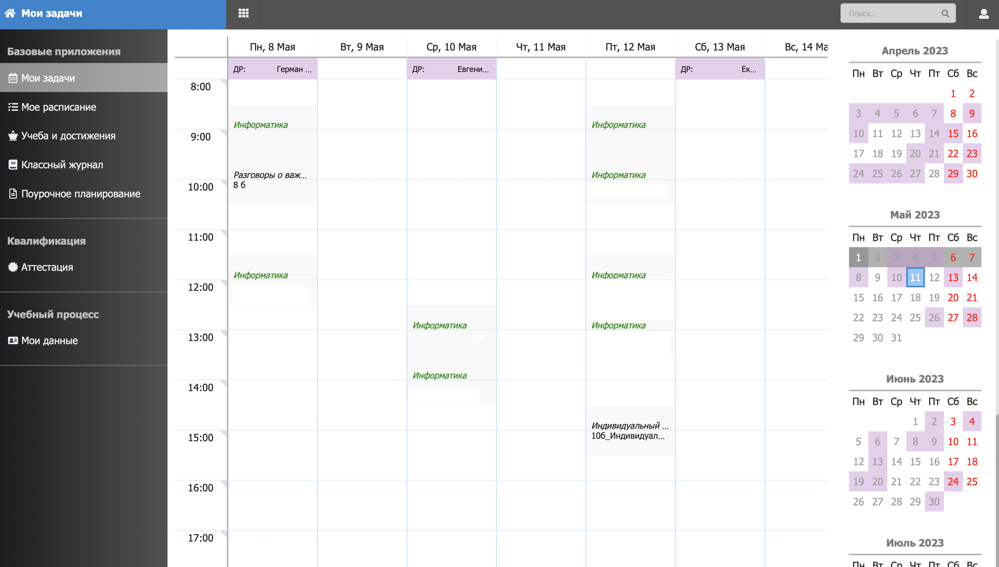 Мои задачи
Поиск...
Базовые приложения
Мои задачи
Мое расписание
Учеба и достижения
Классный журнал
Поурочное планирование
Квалификация
Аттестация
Учебный процесс
Мои данные
Пн, 8 Мая Вт, 9 Мая Ср, 10 Мая Чт, 11 Мая Пт, 12 Мая Сб, 13 Мая Вс, 14 Ма
ДР: Герман ... ДР: Евгени... ДР: Ек...
8:00
Информатика Информатика
9:00
Разговоры о важ... Информатика
10:00 8 б
11:00
Информатика Информатика
12:00
Информатика Информатика
13:00
Информатика
14:00
Индивидуальный ...
15:00 10б_Индивидуал...
16:00
17:00
Апрель 2023
Пн Вт Ср Чт Пт Сб Вс
1 2
3 4 5 6 7 8 9
10 11 12 13 14 15 16
17 18 19 20 21 22 23
24 25 26 27 28 29 30
Май 2023
Пн Вт Ср Чт Пт Сб Вс
1 2 3 4 5 6 7
8 9 10 11 12 13 14
15 16 17 18 19 20 21
22 23 24 25 26 27 28
29 30 31
Июнь 2023
Пн Вт Ср Чт Пт Сб Вс
1 2 3 4
5 6 7 8 9 10 11
12 13 14 15 16 17 18
19 20 21 22 23 24 25
26 27 28 29 30
Июль 2023
Пн Вт Ср Чт Пт Сб Вс